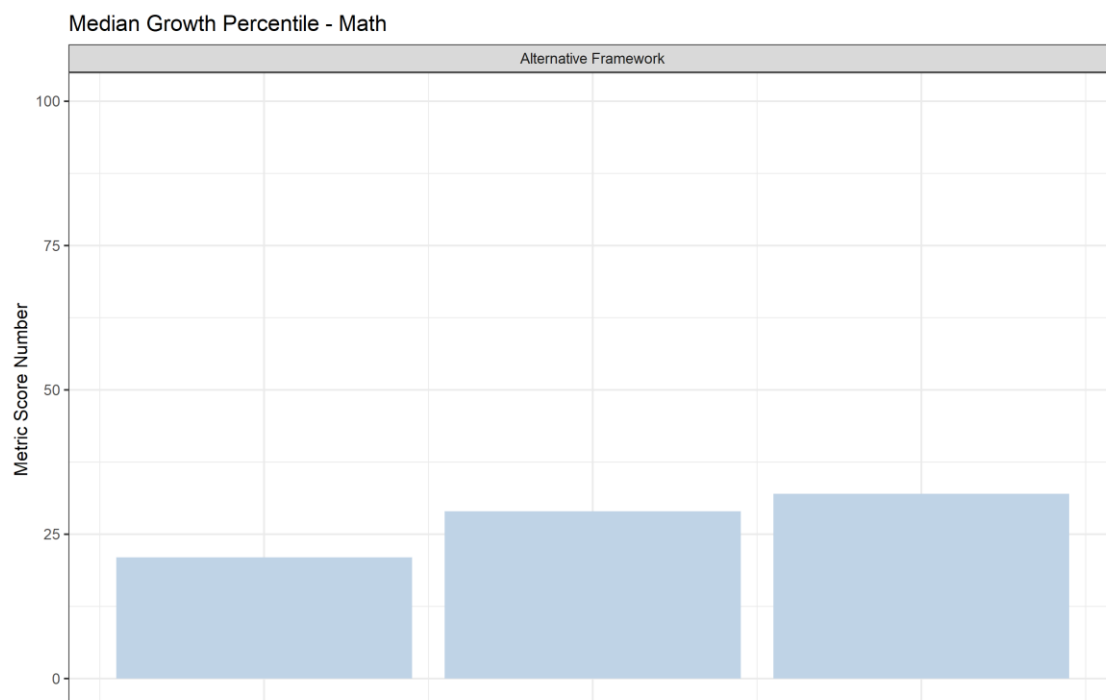 Median Growth Percentile - Math
Alternative Framework
100
75
50
25
0
Metric Score Number